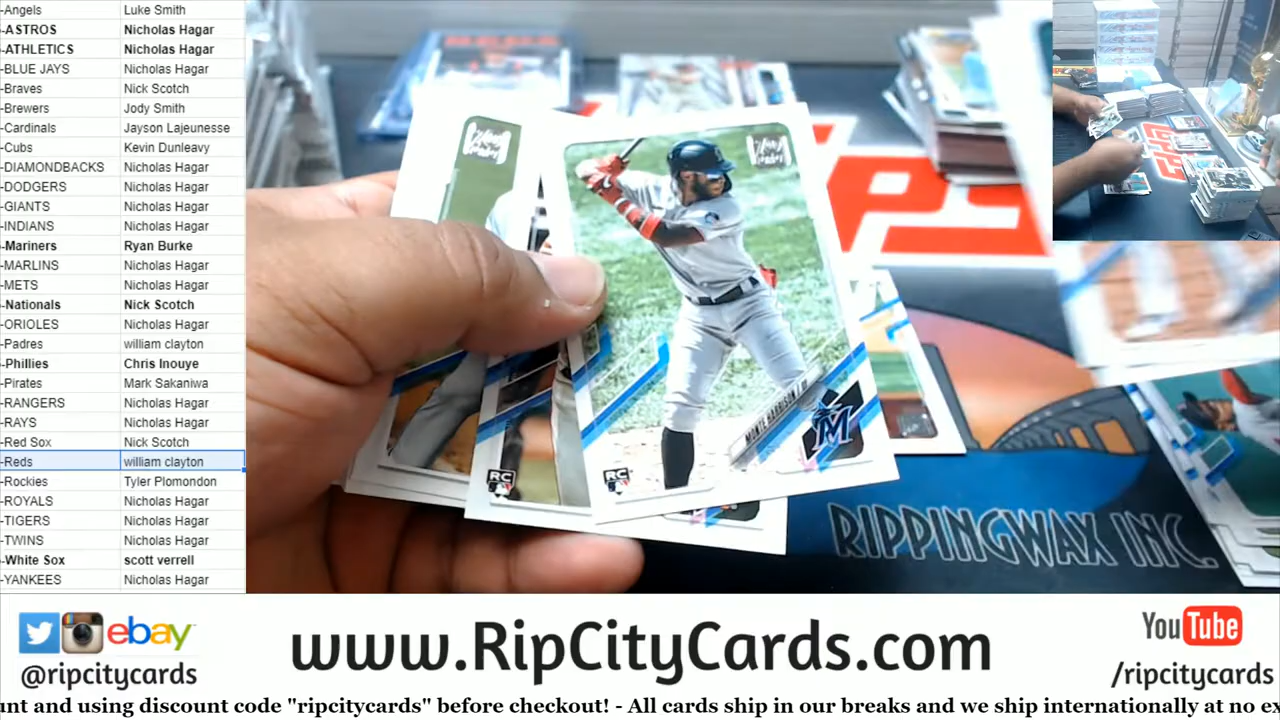 -Angels Luke Smith
-ASTROS Nicholas Hagar
-ATHLETICS Nicholas Hagar
-BLUE JAYS Nicholas Hagar
-Braves Nick Scotch
-Brewers Jody Smith
-Cardinals Jayson Lajeunesse
-Cubs Kevin Dunleavy
-DIAMONDBACKS Nicholas Hagar
-DODGERS Nicholas Hagar
-GIANTS Nicholas Hagar
-INDIANS Nicholas Hagar
-Mariners Ryan Burke
-MARLINS Nicholas Hagar
-METS Nicholas Hagar
-Nationals Nick Scotch
-ORIOLES Nicholas Hagar
-Padres william clayton
-Phillies Chris Inouye
-Pirates Mark Sakaniwa
-RANGERS Nicholas Hagar
-RAYS Nicholas Hagar
-Red Sox Nick Scotch
-Reds william clayton
-Rockies Tyler Plomondon
-ROYALS Nicholas Hagar
-TIGERS Nicholas Hagar
-TWINS Nicholas Hagar
-White Sox scott verrell
-YANKEES Nicholas Hagar
MONTE HARRISON
M
RC
RC
RIPPINGWAX INC.
ebay
@ripcitycards
www.RipCityCards.com
YouTube
/ripcitycards
unt and using discount code "ripcitycards" before checkout! - All cards ship in our breaks and we ship internationally at no ex